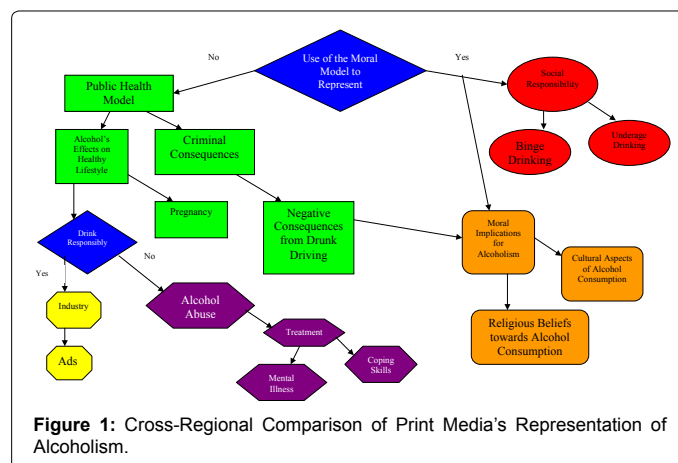 No
Use of the Moral
Model to
Represent
Yes
Public Health
Model
Social
Responsibility
Alcohol's
Effects on
Healthy
Lifestyle
Criminal
Consequences
Binge
Drinking
Underage
Drinking
Pregnancy
Negative
Consequences
from Drunk
Driving
Moral
Implications
for
Alcoholism
Drink
Responsibly
Cultural Aspects
of Alcohol
Consumption
Yes
No
Industry
Alcohol
Abuse
Religious Beliefs
towards Alcohol
Consumption
Treatment
Ads
Mental
Illness
Coping
Skills
Figure 1: Cross-Regional Comparison of Print Media's Representation of
Alcoholism.